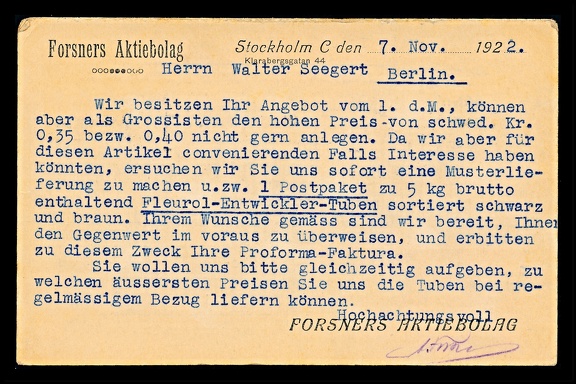 Forsners Aktiebolag
Stockholm C den 7. Nov. 1922.
Klarabergsgatan 44
Herrn Walter Seegert Berlin.
Wir besitzen Ihr Angebot vom 1. d.M., können
aber als Grossisten den hohen Preis-von schwed. Kr.
0,35 bezw. 0,40 nicht gern anlegen. Da wir aber für
diesen Artikel convenierenden Falls Interesse haben
könnten, ersuchen wir Sie uns sofort eine Musterlie-
ferung zu machen u.zw. 1 Postpaket zu 5 kg brutto
enthaltend Fleurol-Entwickler-Tuben sortiert schwarz
und braun. Ihrem Wunsche gemäss sind wir bereit, Ihnen
den Gegenwert im voraus zu überweisen, und erbitten
zu diesem Zweck Ihre Proforma-Faktura.
Sie wollen uns bitte gleichzeitig aufgeben, zu
welchen äussersten Preisen Sie uns die Tuben bei re-
gelmässigem Bezug liefern können.
Hochachtungsvoll
FORSNERS AKTIEBOLAG